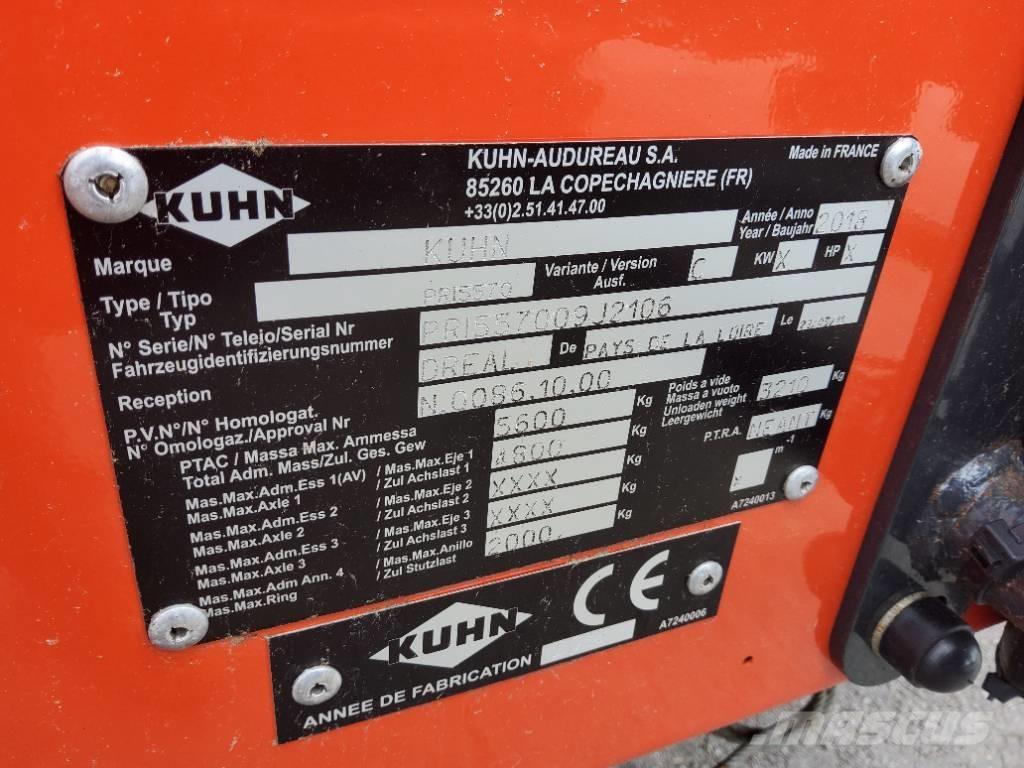 KUHN-AUDUREAU S.A.
85260 LA COPECHAGNIERE (FR)
+33(0)2.51.41.47.00
Made in FRANCE
KUHN
Marque KUHN
Année / Anno
Year / Baujahr 2018
Type / Tipo
Typ PRI5570
Variante / Version
Ausf. C
KW X HP X
N° Serie/N° Teleio/Serial Nr
Fahrzeugidentifizierungsnummer PRI557009J2106
Reception DREAL De PAYS DE LA LOIRE Le
P.V.N°/N° Homologat.
N° Omologaz./Approval Nr N.0086.10.00
PTAC / Massa Max. Ammessa
Total Adm. Mass/Zul. Ges. Gew 5600 Kg
Poids a vide
Massa a vuoto
Unloaden weight
Leergewicht 3210 Kg
Mas.Max.Adm.Ess 1(AV) / Mas.Max.Eje 1
Mas.Max.Axle 1 / Zul Achslast 1 4800 Kg
P.T.R.A. NEANT Kg
Mas.Max.Adm.Ess 2 / Mas.Max.Eje 2
Mas.Max.Axle 2 / Zul Achslast 2 XXXX Kg
x m -1
Mas.Max.Adm.Ess 3 / Mas.Max.Eje 3
Mas.Max.Axle 3 / Zul Achslast 3 XXXX Kg
Mas.Max.Adm Ann. 4 / Mas.Max.Anillo
Mas.Max.Ring / Zul Stutzlast 2000 Kg
A7240013
KUHN
CE
ANNEE DE FABRICATION
A7240006
mascus